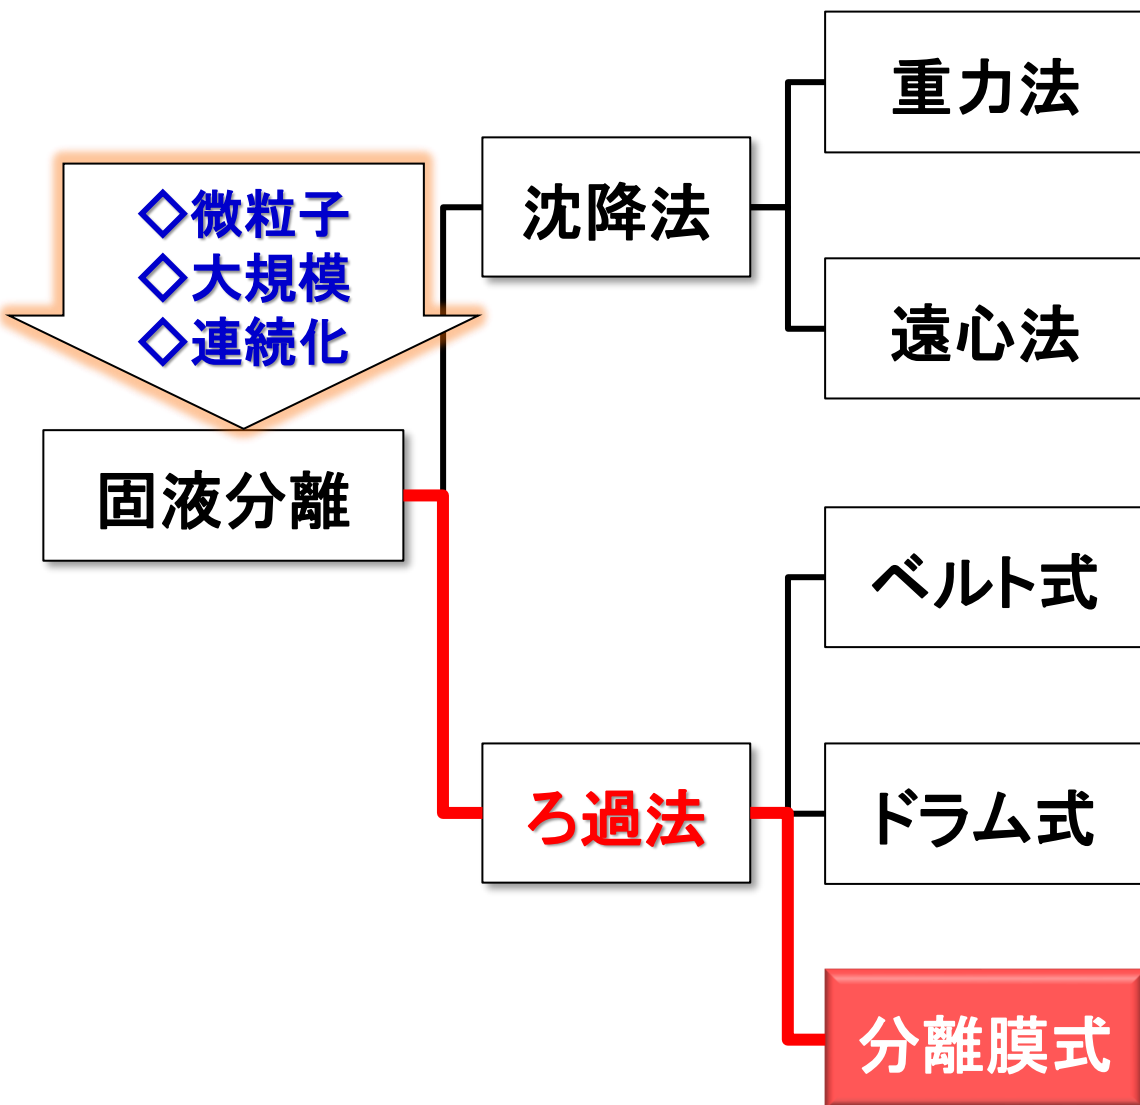 ◇微粒子
◇大規模
◇連続化
固液分離
沈降法
重力法
遠心法
ろ過法
ベルト式
ドラム式
分離膜式